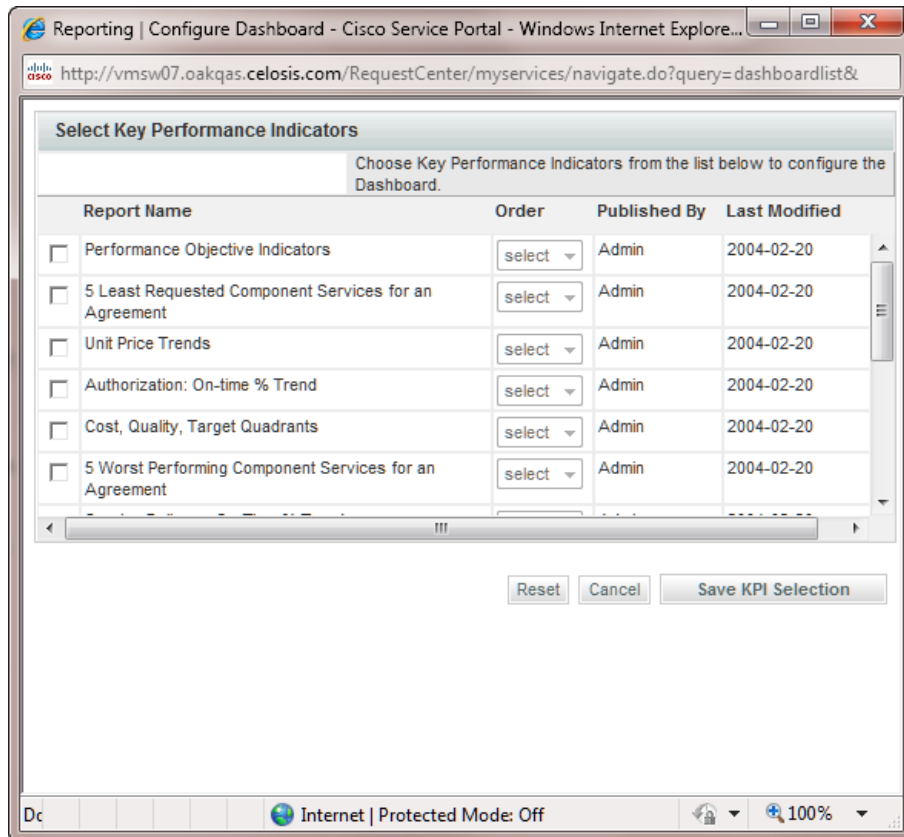 Reporting | Configure Dashboard - Cisco Service Portal - Windows Internet Explore...
cisco http://vmsw07.oakqas.celosis.com/RequestCenter/myservices/navigate.do?query=dashboardlist&
Select Key Performance Indicators
Choose Key Performance Indicators from the list below to configure the
Dashboard.
Report Name Order Published By Last Modified
Performance Objective Indicators select Admin 2004-02-20
5 Least Requested Component Services for an
Agreement select Admin 2004-02-20
Unit Price Trends select Admin 2004-02-20
Authorization: On-time % Trend select Admin 2004-02-20
Cost, Quality, Target Quadrants select Admin 2004-02-20
5 Worst Performing Component Services for an
Agreement select Admin 2004-02-20
Reset Cancel Save KPI Selection
Internet | Protected Mode: Off 100%